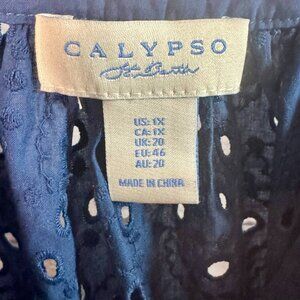 CALYPSO
St. Barth
US: 1X
CA: 1X
UK: 20
EU: 46
AU: 20
MADE IN CHINA